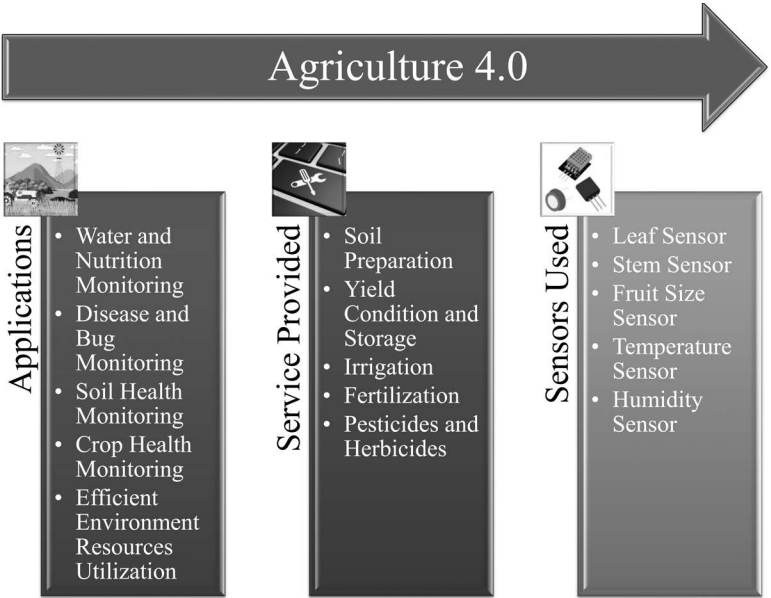 Agriculture 4.0
Applications
• Water and
Nutrition
Monitoring
• Disease and
Bug
Monitoring
• Soil Health
Monitoring
• Crop Health
Monitoring
• Efficient
Environment
Resources
Utilization
Service Provided
• Soil
Preparation
• Yield
Condition and
Storage
• Irrigation
• Fertilization
• Pesticides and
Herbicides
Sensors Used
• Leaf Sensor
• Stem Sensor
• Fruit Size
Sensor
• Temperature
Sensor
• Humidity
Sensor